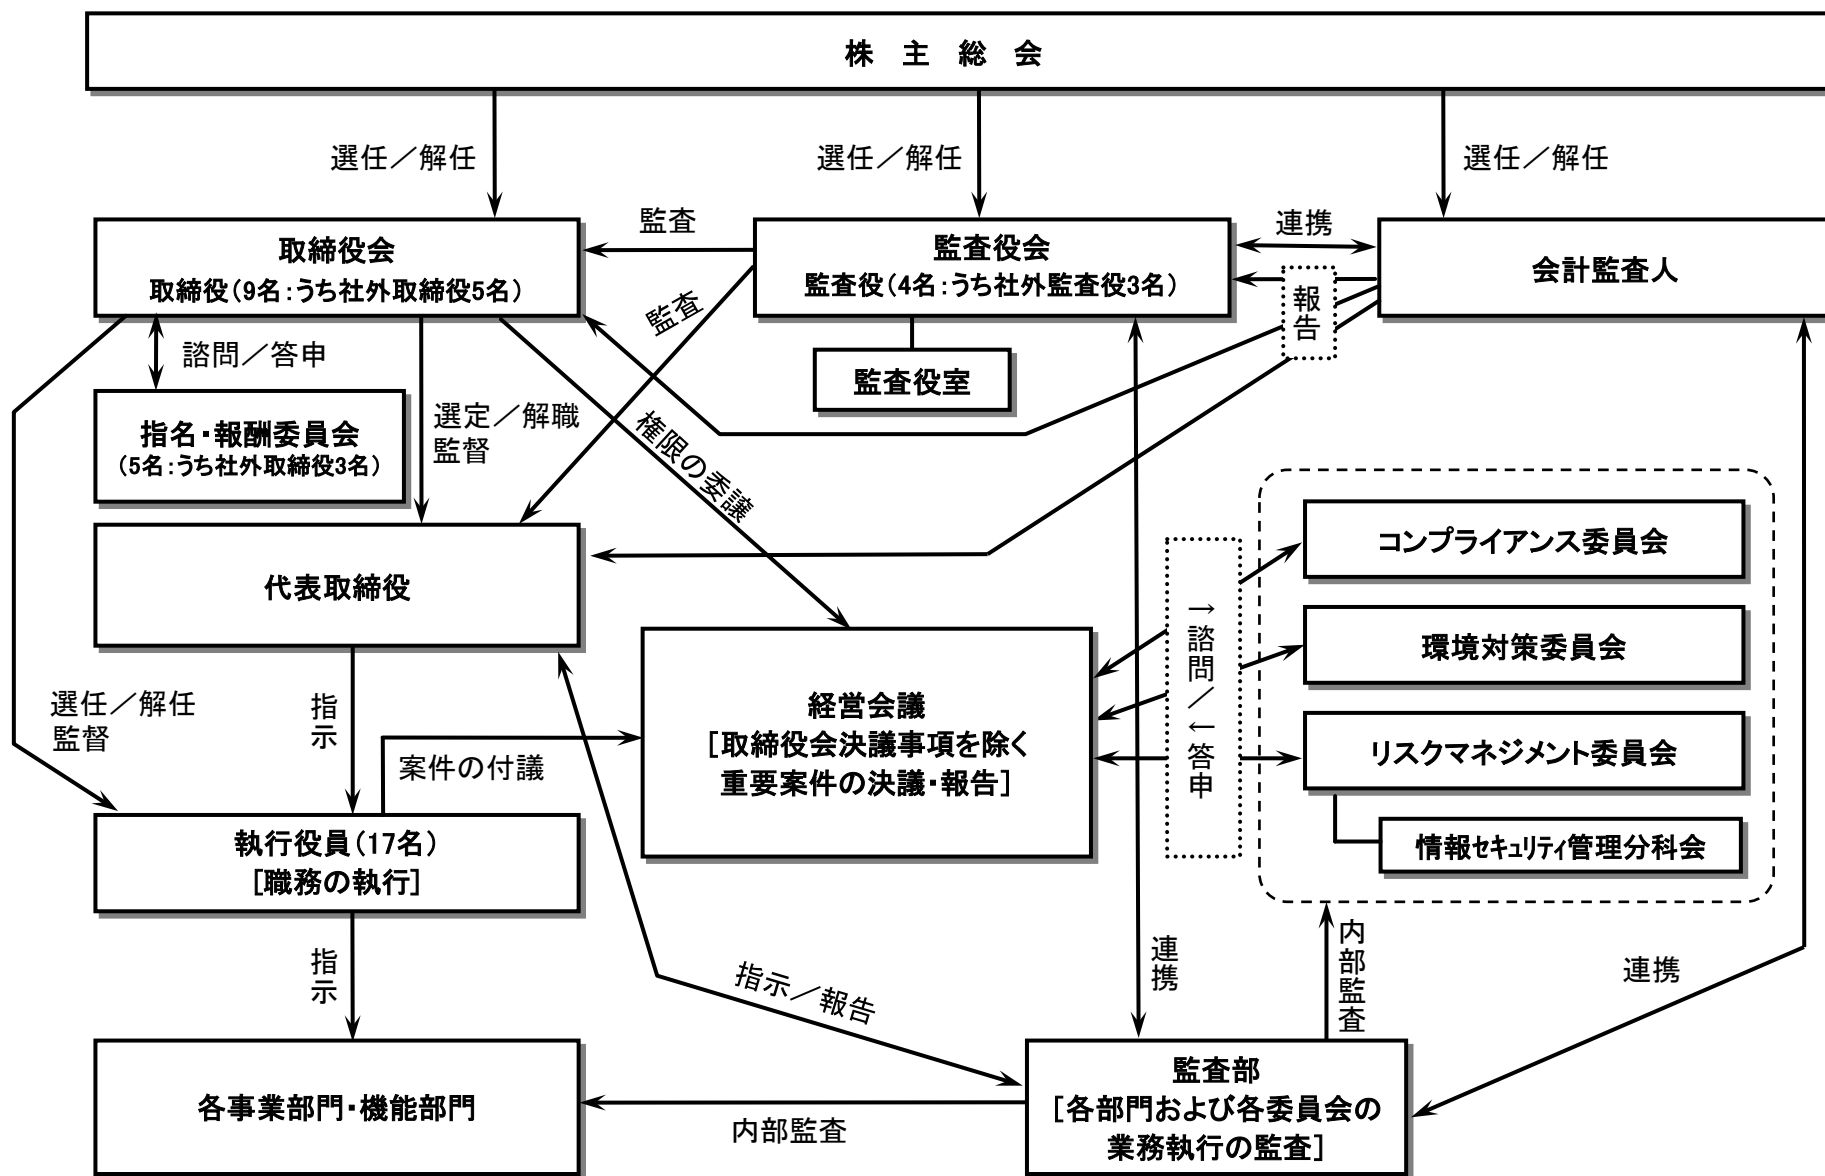 株主総会
選任／解任
選任／解任
選任／解任
取締役会
取締役(9名:うち社外取締役5名)
監査
監査役会
監査役(4名:うち社外監査役3名)
連携
会計監査人
報告
監査
諮問／答申
監査役室
指名・報酬委員会
(5名:うち社外取締役3名)
選定／解職
監督
権限の委譲
代表取締役
コンプライアンス委員会
環境対策委員会
リスクマネジメント委員会
情報セキュリティ管理分科会
→諮問／←答申
経営会議
[取締役会決議事項を除く
重要案件の決議・報告]
選任／解任
監督
指示
案件の付議
執行役員(17名)
[職務の執行]
指示
指示／報告
連携
内部監査
連携
各事業部門・機能部門
内部監査
監査部
[各部門および各委員会の
業務執行の監査]